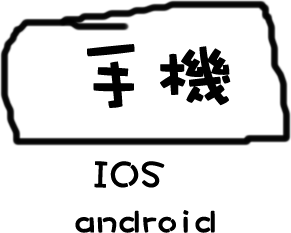 手機
IOS
android